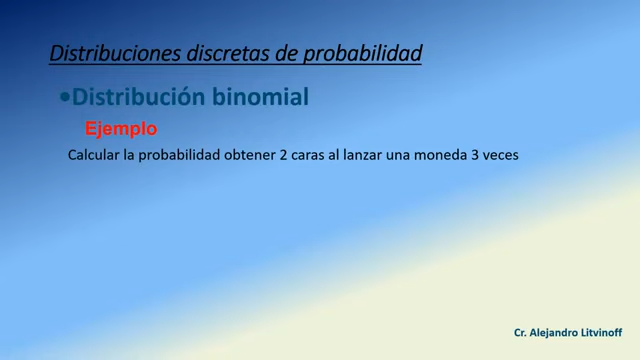 Distribuciones discretas de probabilidad
•Distribución binomial
Ejemplo
Calcular la probabilidad obtener 2 caras al lanzar una moneda 3 veces
Cr. Alejandro Litvinoff